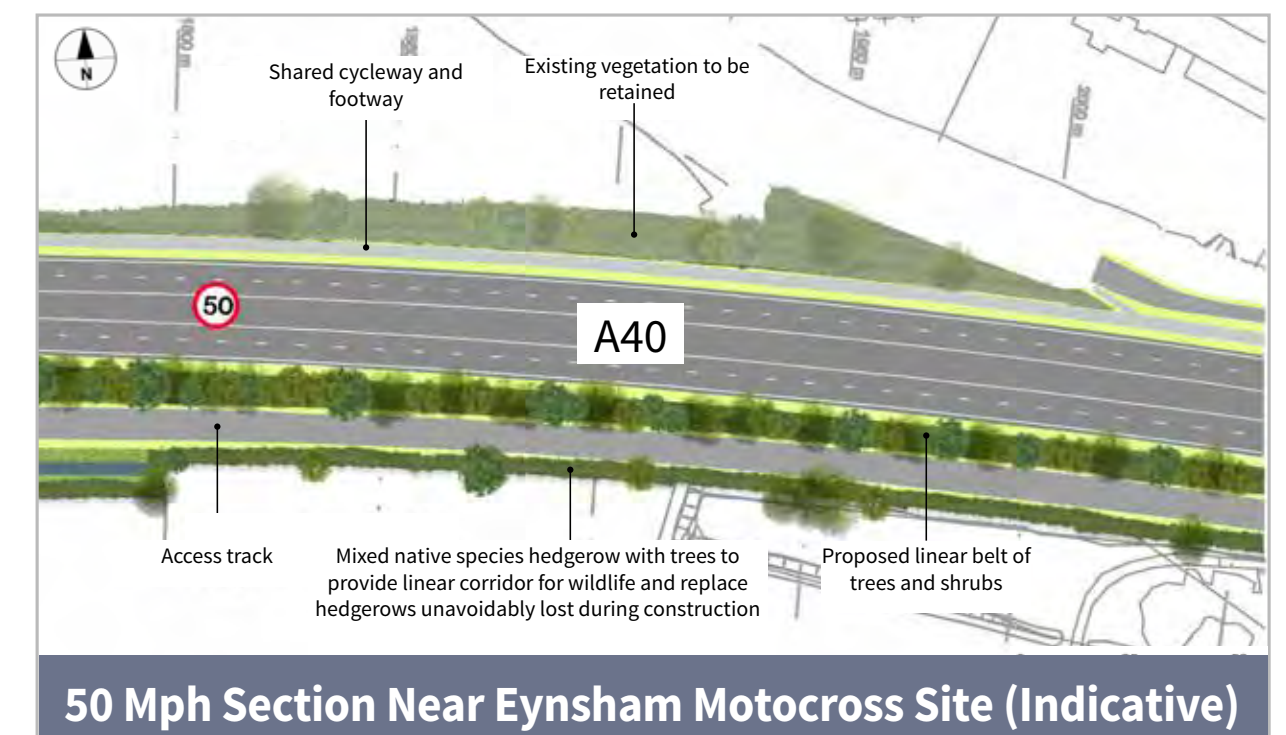 N
1800 m
Shared cycleway and
footway
Existing vegetation to be
retained
2000 m
50
A40
Access track
Mixed native species hedgerow with trees to
provide linear corridor for wildlife and replace
hedgerows unavoidably lost during construction
Proposed linear belt of
trees and shrubs
50 Mph Section Near Eynsham Motocross Site (Indicative)